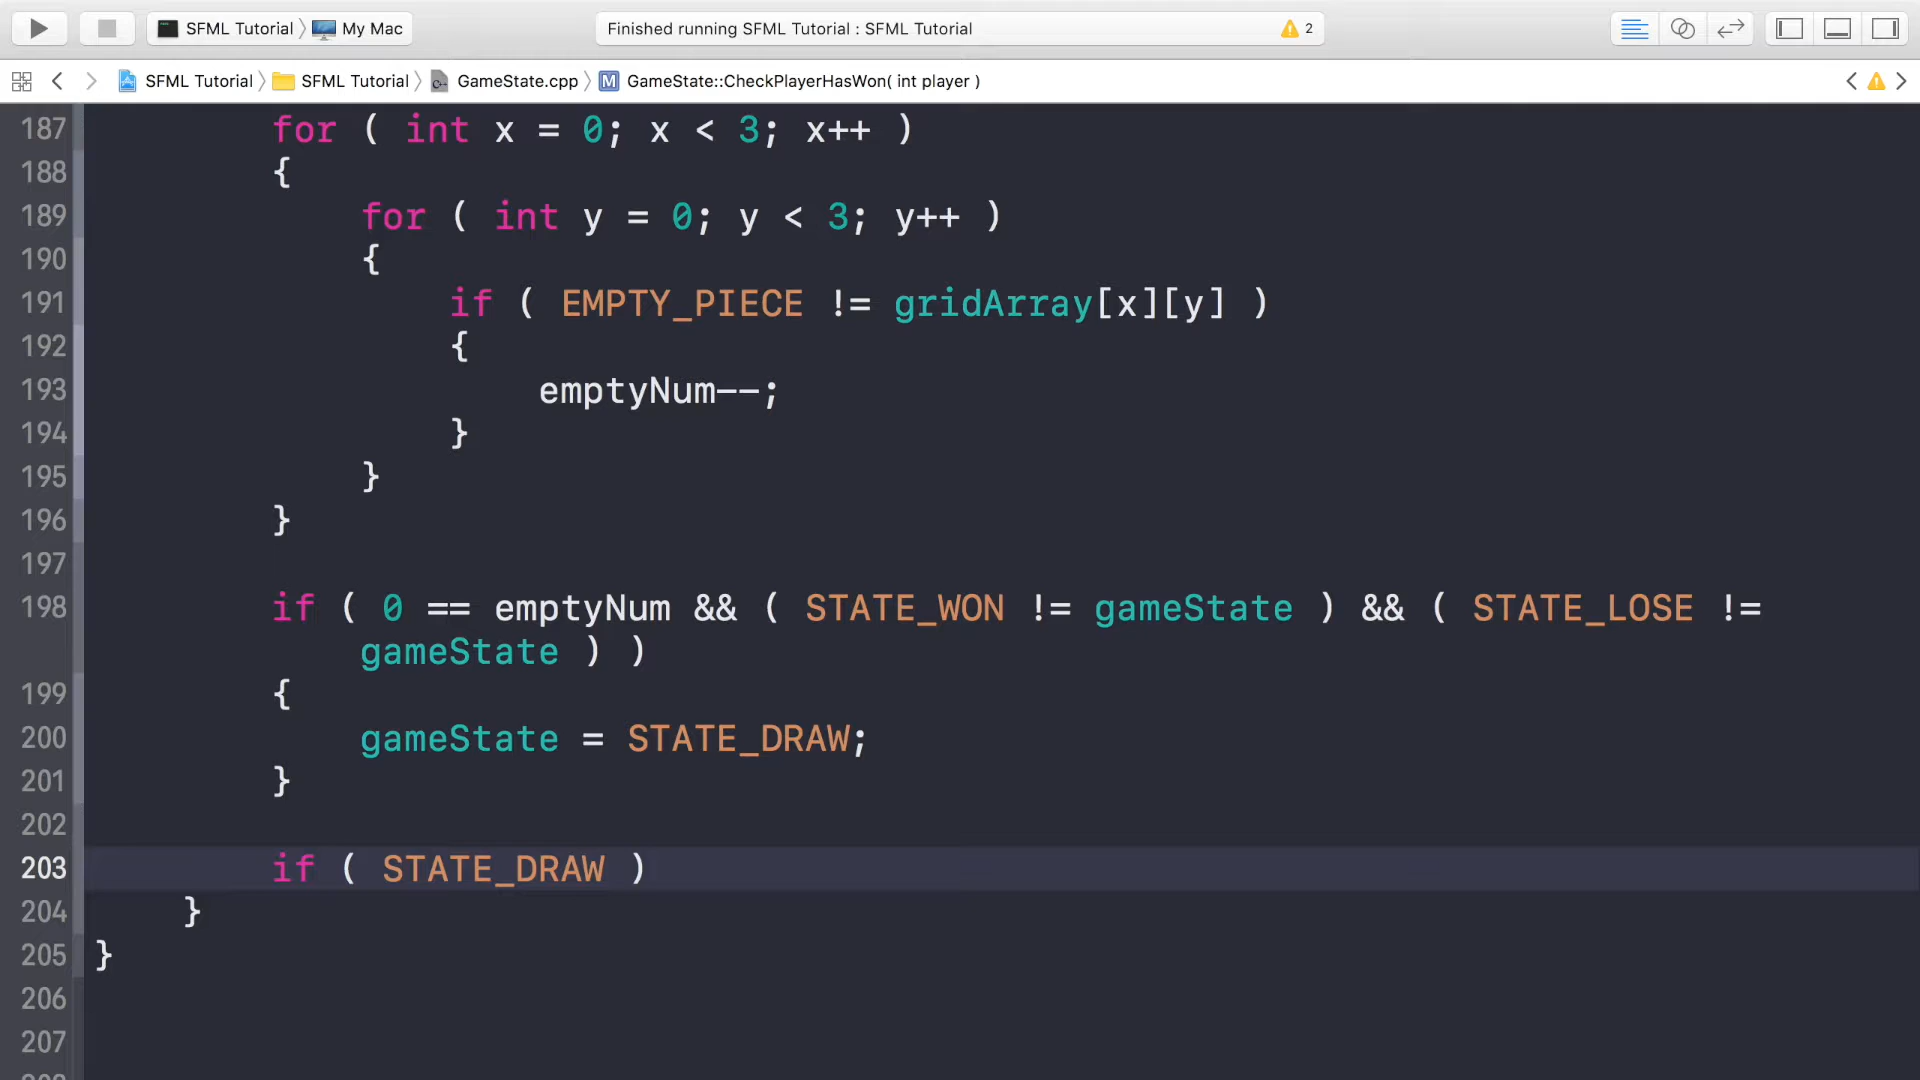 SFML Tutorial My Mac Finished running SFML Tutorial : SFML Tutorial 2
SFML Tutorial SFML Tutorial GameState.cpp M GameState::CheckPlayerHasWon( int player )
187 for ( int x = 0; x < 3; x++ )
188 {
189 for ( int y = 0; y < 3; y++ )
190 {
191 if ( EMPTY_PIECE != gridArray[x][y] )
192 {
193 emptyNum--;
194 }
195 }
196 }
197
198 if ( 0 == emptyNum && ( STATE_WON != gameState ) && ( STATE_LOSE !=
gameState ) )
199 {
200 gameState = STATE_DRAW;
201 }
202
203 if ( STATE_DRAW )
204 }
205 }
206
207